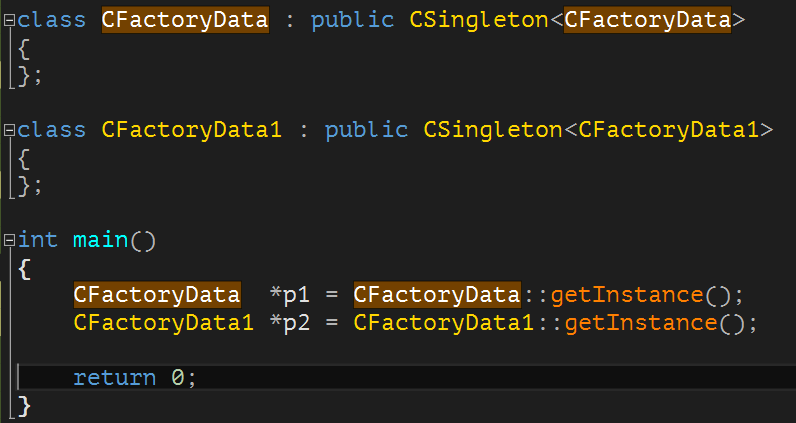 class CFactoryData : public CSingleton<CFactoryData>
{
};
class CFactoryData1 : public CSingleton<CFactoryData1>
{
};
int main()
{
CFactoryData *p1 = CFactoryData::getInstance();
CFactoryData1 *p2 = CFactoryData1::getInstance();
return 0;
}